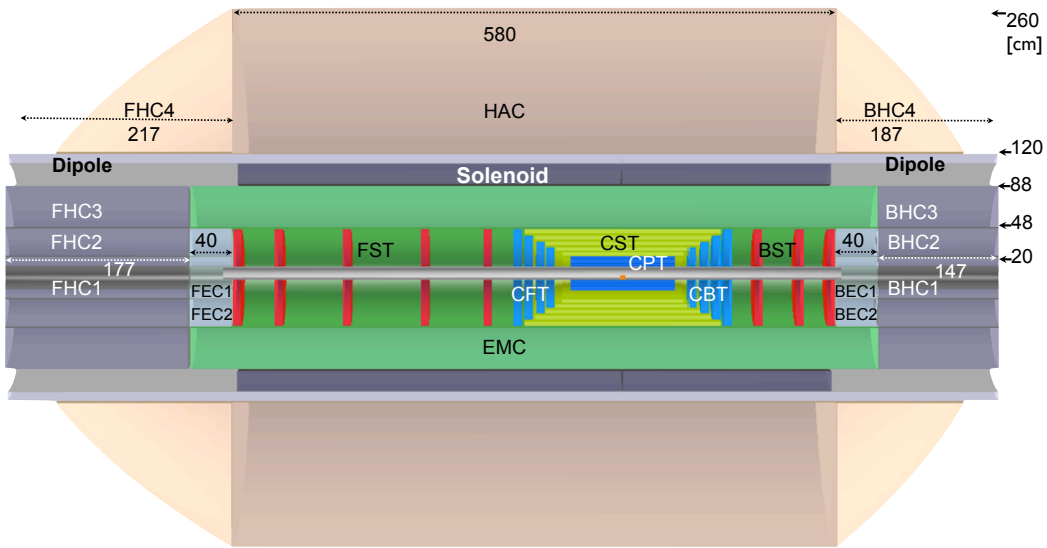 580
260
[cm]
FHC4
HAC
BHC4
217
187
120
Dipole
Solenoid
Dipole
88
FHC3
BHC3
48
FHC2
40
FST
CST
BST
40
BHC2
177
CPT
147
20
FHC1
FEC1
CFT
CBT
BEC1
BHC1
FEC2
BEC2
EMC